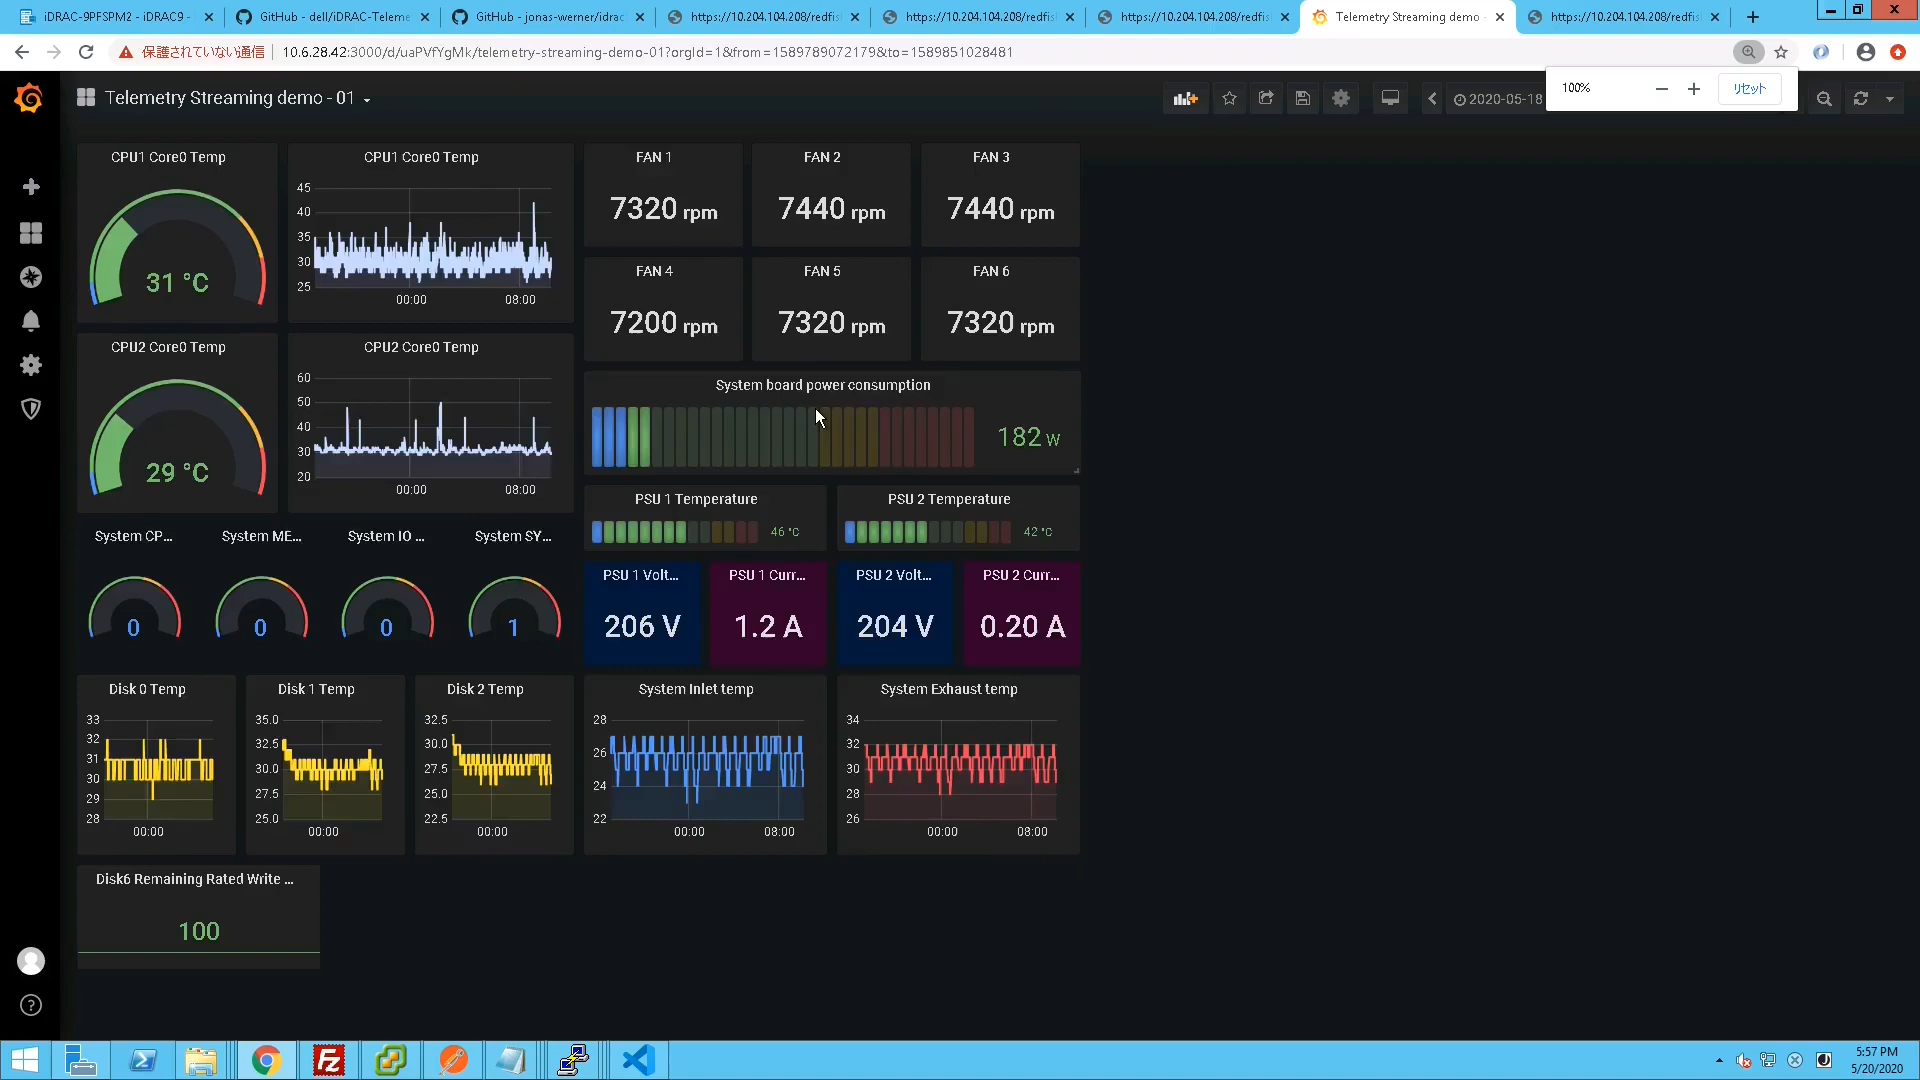 iDRAC-9PFSPM2 - iDRAC9 -
GitHub - dell/iDRAC-Teleme
GitHub - jonas-werner/idrac
https://10.204.104.208/redfis
https://10.204.104.208/redfis
https://10.204.104.208/redfis
Telemetry Streaming demo -
https://10.204.104.208/redfis
保護されていない通信
10.6.28.42:3000/d/uaPVfYgMk/telemetry-streaming-demo-01?orgId=1&from=1589789072179&to=1589851028481
Telemetry Streaming demo - 01
2020-05-18
100%
リセット
CPU1 Core0 Temp
31 °C
CPU1 Core0 Temp
45
40
35
30
25
00:00
08:00
FAN 1
7320 rpm
FAN 2
7440 rpm
FAN 3
7440 rpm
FAN 4
7200 rpm
FAN 5
7320 rpm
FAN 6
7320 rpm
CPU2 Core0 Temp
29 °C
CPU2 Core0 Temp
60
50
40
30
20
00:00
08:00
System board power consumption
182 W
PSU 1 Temperature
46 °C
PSU 2 Temperature
42 °C
System CP...
0
System ME...
0
System IO ...
0
System SY...
1
PSU 1 Volt...
206 V
PSU 1 Curr...
1.2 A
PSU 2 Volt...
204 V
PSU 2 Curr...
0.20 A
Disk 0 Temp
33
32
31
30
29
28
00:00
Disk 1 Temp
35.0
32.5
30.0
27.5
25.0
00:00
Disk 2 Temp
32.5
30.0
27.5
25.0
22.5
00:00
System Inlet temp
28
26
24
22
00:00
08:00
System Exhaust temp
34
32
30
28
26
00:00
08:00
Disk6 Remaining Rated Write ...
100
5:57 PM
5/20/2020